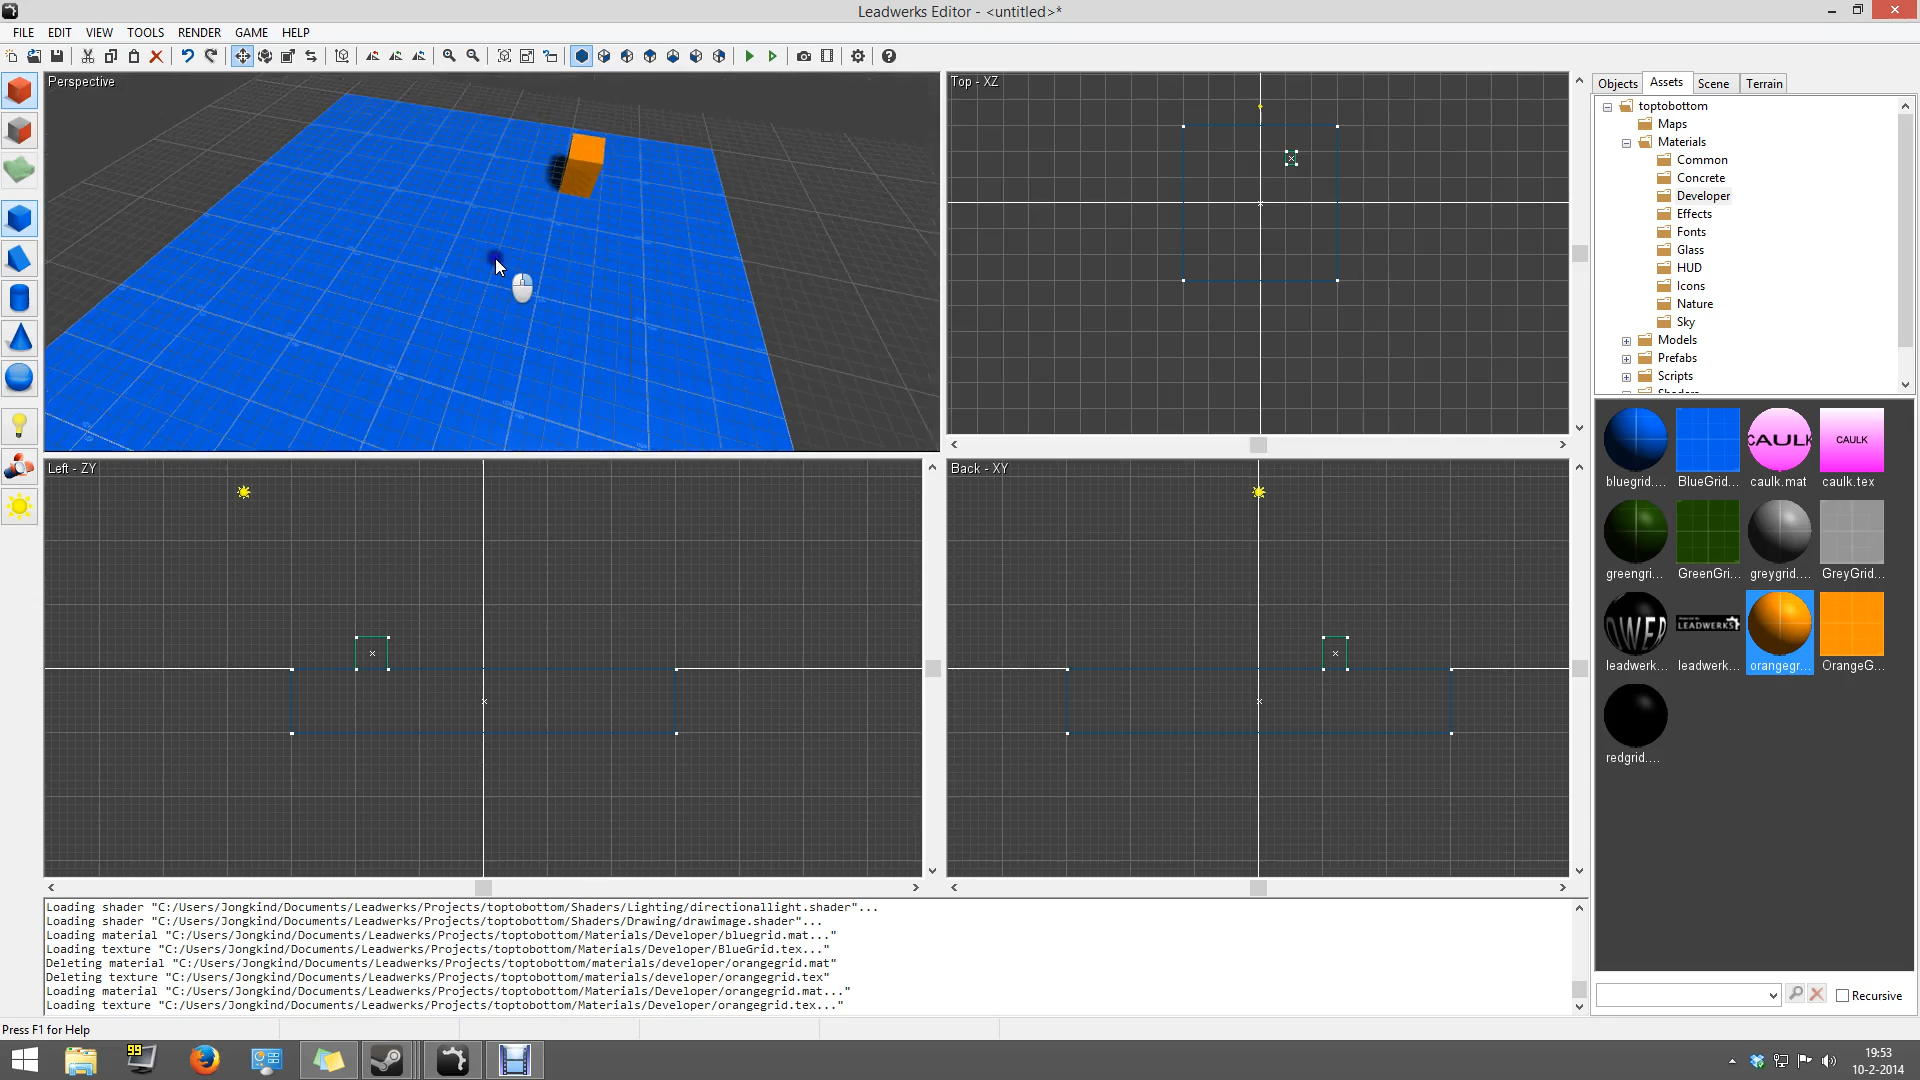 Leadwerks Editor - <untitled>*
FILE EDIT VIEW TOOLS RENDER GAME HELP
Perspective
Top - XZ
Left - ZY
Back - XY
Objects Assets Scene Terrain
toptobottom
Maps
Materials
Common
Concrete
Developer
Effects
Fonts
Glass
HUD
Icons
Nature
Sky
Models
Prefabs
Scripts
CAULK CAULK
bluegrid.... BlueGrid... caulk.mat caulk.tex
greengri... GreenGri... greygrid.... GreyGrid...
LEADWERKS
leadwerk... leadwerk... orangegr... OrangeG...
redgrid....
Loading shader "C:/Users/Jongkind/Documents/Leadwerks/Projects/toptobottom/Shaders/Lighting/directionallight.shader"...
Loading shader "C:/Users/Jongkind/Documents/Leadwerks/Projects/toptobottom/Shaders/Drawing/drawimage.shader"...
Loading material "C:/Users/Jongkind/Documents/Leadwerks/Projects/toptobottom/Materials/Developer/bluegrid.mat..."
Loading texture "C:/Users/Jongkind/Documents/Leadwerks/Projects/toptobottom/Materials/Developer/BlueGrid.tex..."
Deleting material "C:/Users/Jongkind/Documents/Leadwerks/Projects/toptobottom/materials/developer/orangegrid.mat"
Deleting texture "C:/Users/Jongkind/Documents/Leadwerks/Projects/toptobottom/materials/developer/orangegrid.tex"
Loading material "C:/Users/Jongkind/Documents/Leadwerks/Projects/toptobottom/Materials/Developer/orangegrid.mat..."
Loading texture "C:/Users/Jongkind/Documents/Leadwerks/Projects/toptobottom/Materials/Developer/orangegrid.tex..."
Recursive
Press F1 for Help
99
19:53
10-2-2014